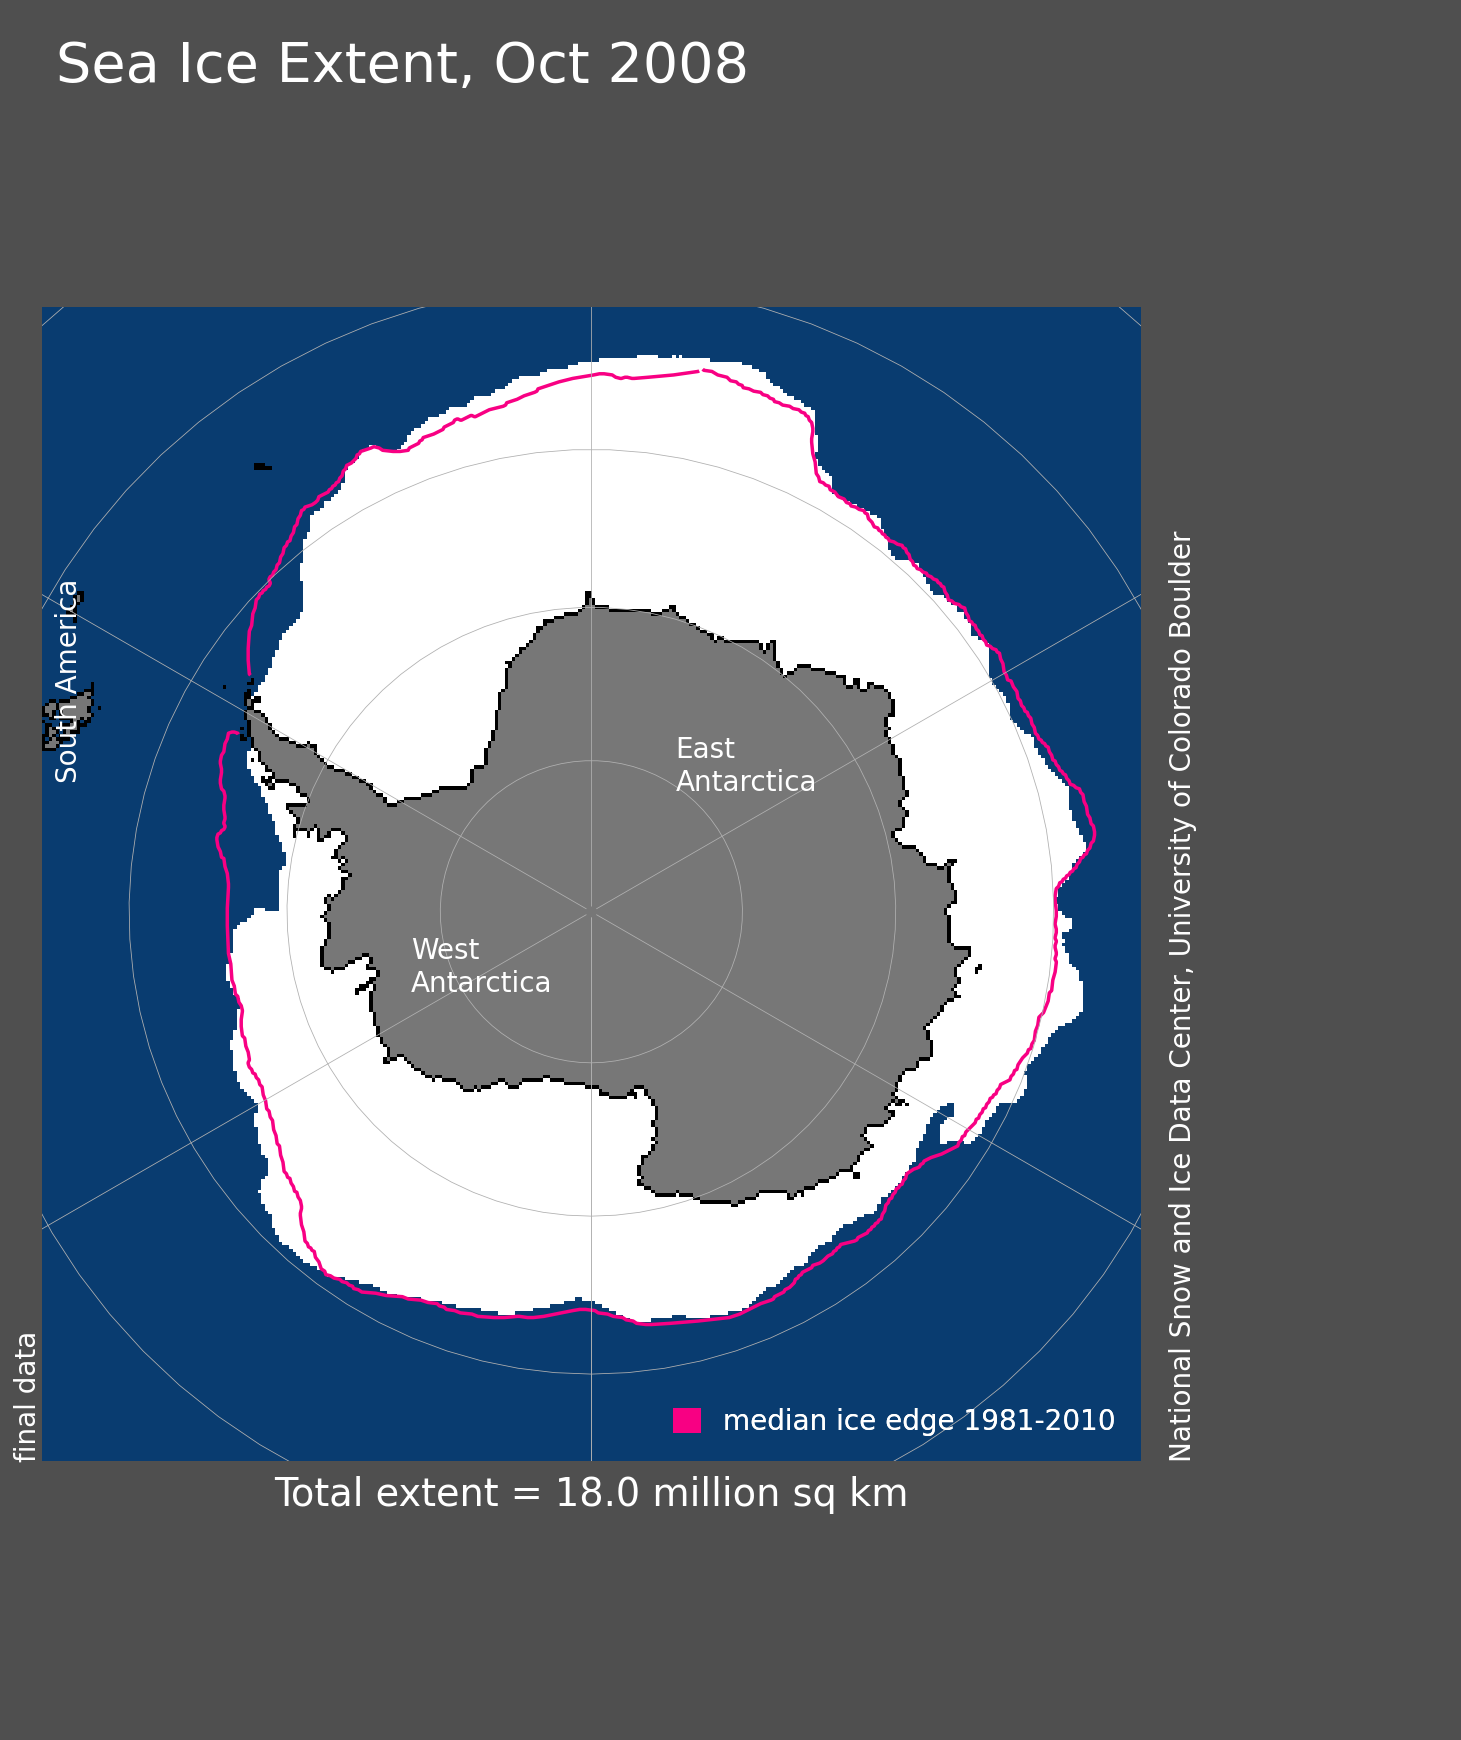 Sea Ice Extent, Oct 2008
South America
East
Antarctica
West
Antarctica
National Snow and Ice Data Center, University of Colorado Boulder
final data
median ice edge 1981-2010
Total extent = 18.0 million sq km